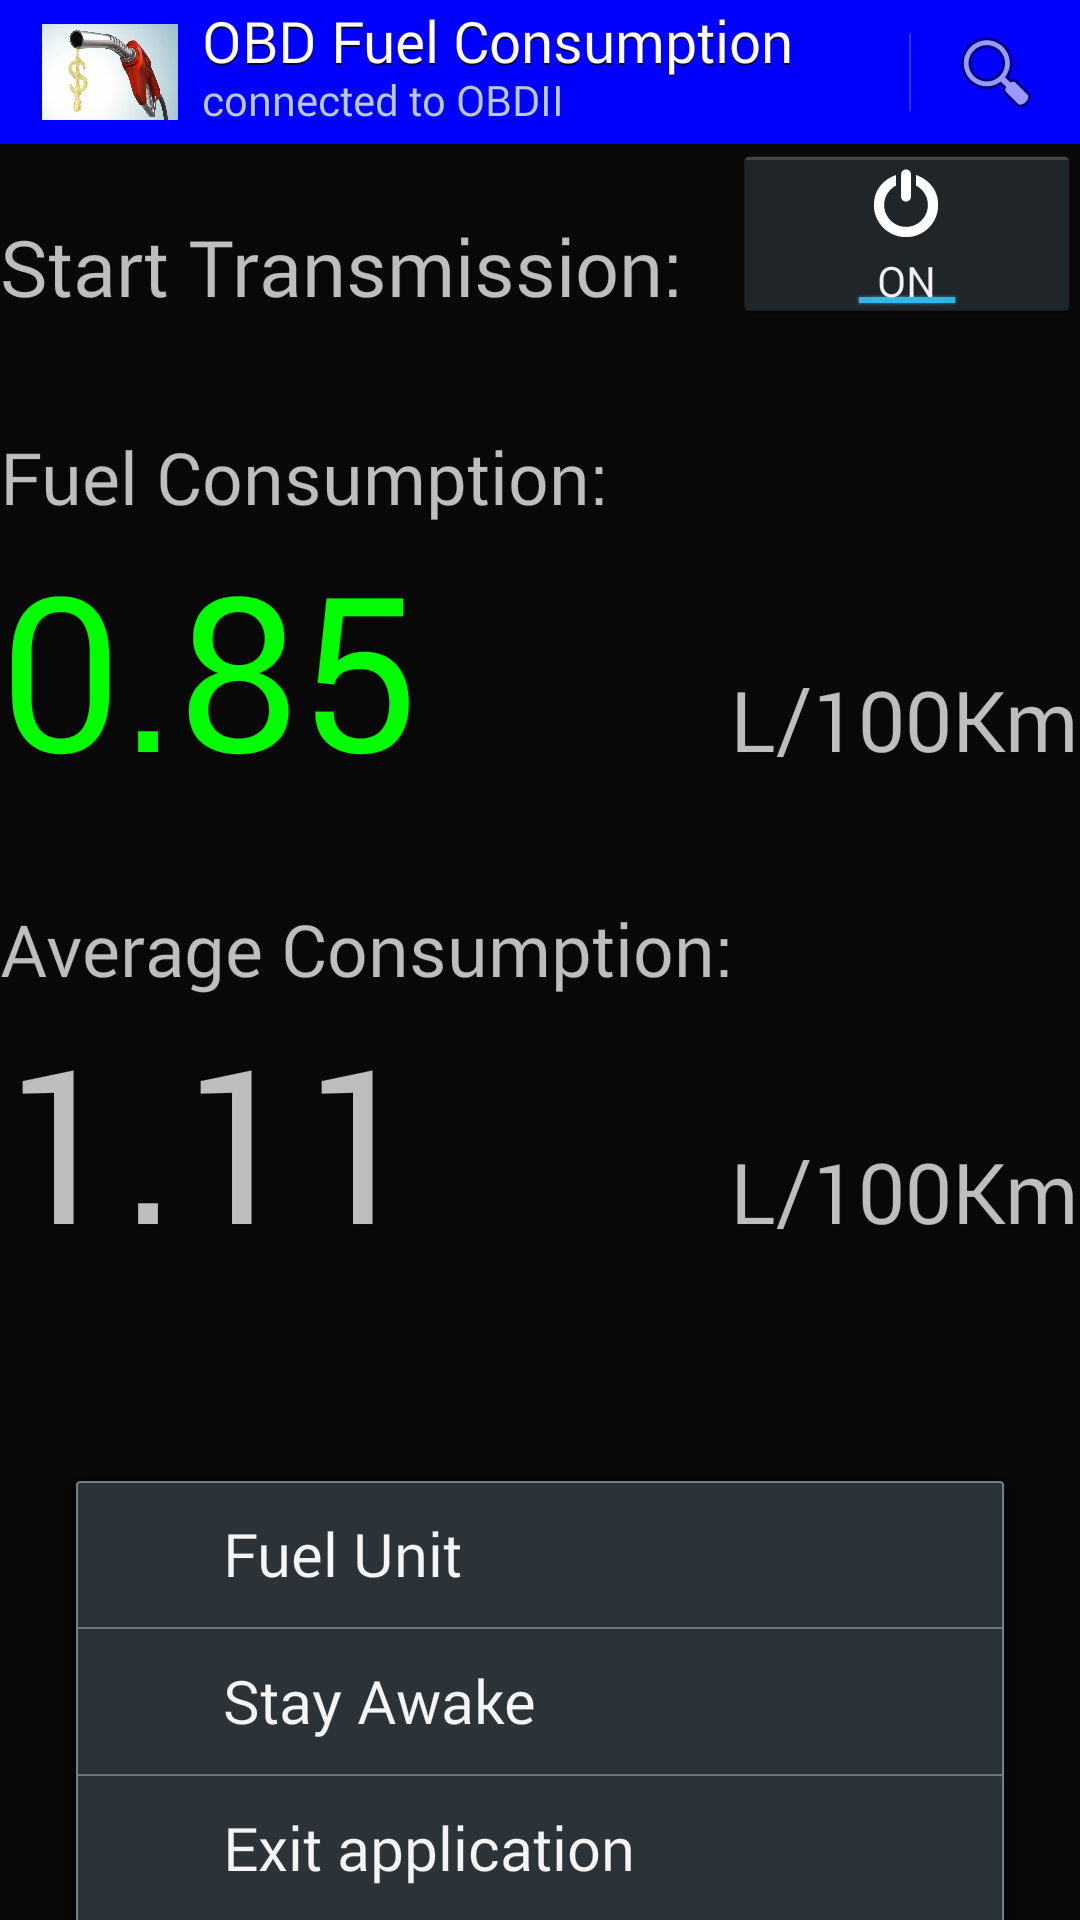 OBD Fuel Consumption
connected to OBDII
Start Transmission:
ON
Fuel Consumption:
0.85 L/100Km
Average Consumption:
1.11 L/100Km
Fuel Unit
Stay Awake
Exit application